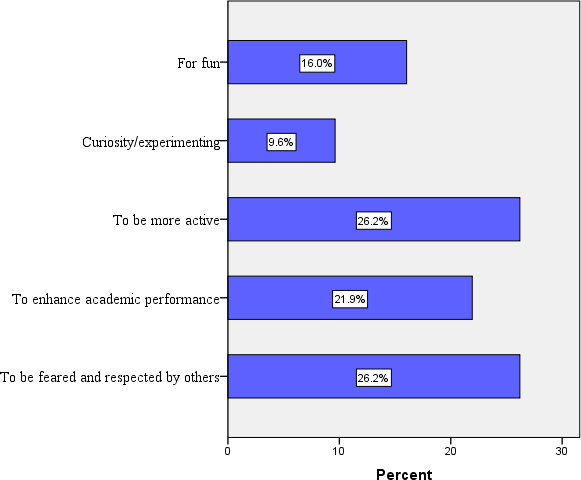 For fun
16.0%
Curiosity/experimenting
9.6%
To be more active
26.2%
To enhance academic performance
21.9%
To be feared and respected by others
26.2%
0 10 20 30
Percent